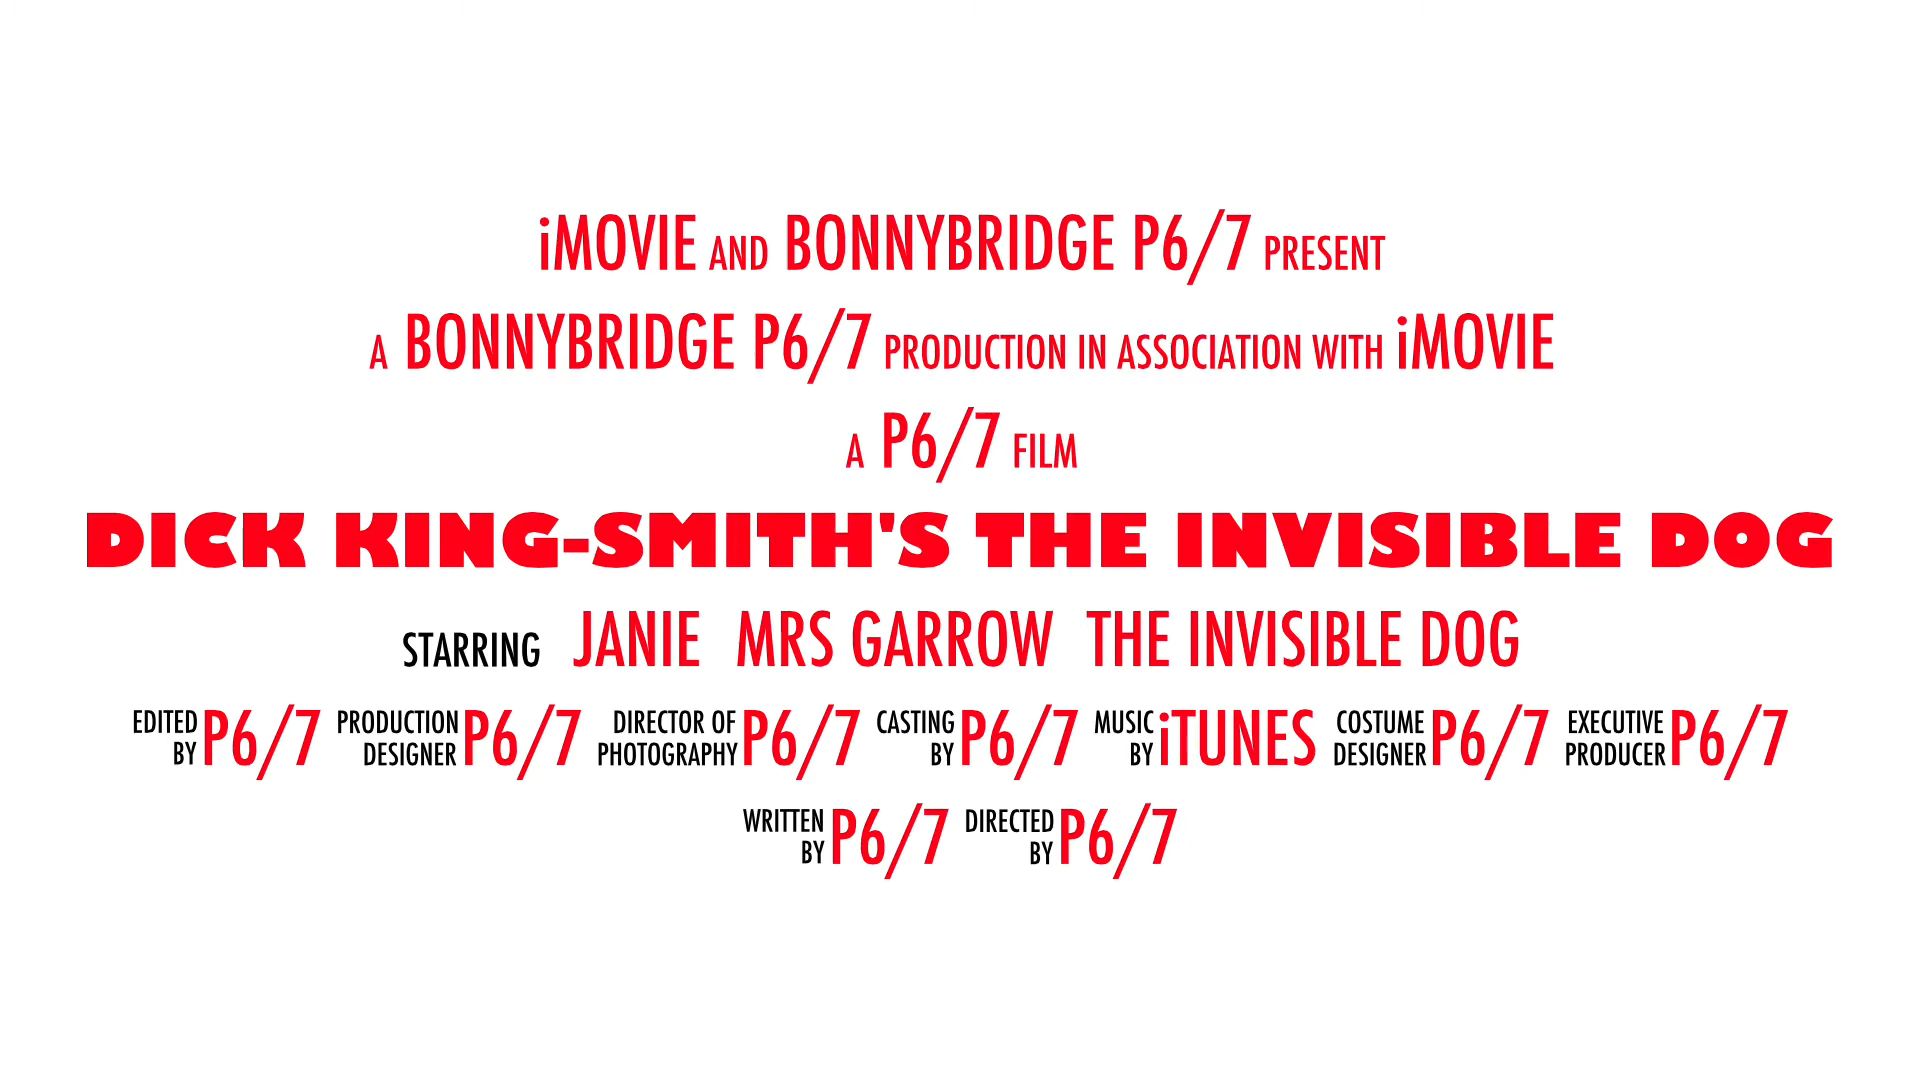 iMOVIE AND BONNYBRIDGE P6/7 PRESENT
A BONNYBRIDGE P6/7 PRODUCTION IN ASSOCIATION WITH iMOVIE
A P6/7 FILM
DICK KING-SMITH'S THE INVISIBLE DOG
STARRING JANIE MRS GARROW THE INVISIBLE DOG
EDITED BY P6/7 PRODUCTION DESIGNER P6/7 DIRECTOR OF PHOTOGRAPHY P6/7 CASTING BY P6/7 MUSIC BY iTUNES COSTUME DESIGNER P6/7 EXECUTIVE PRODUCER P6/7
WRITTEN BY P6/7 DIRECTED BY P6/7